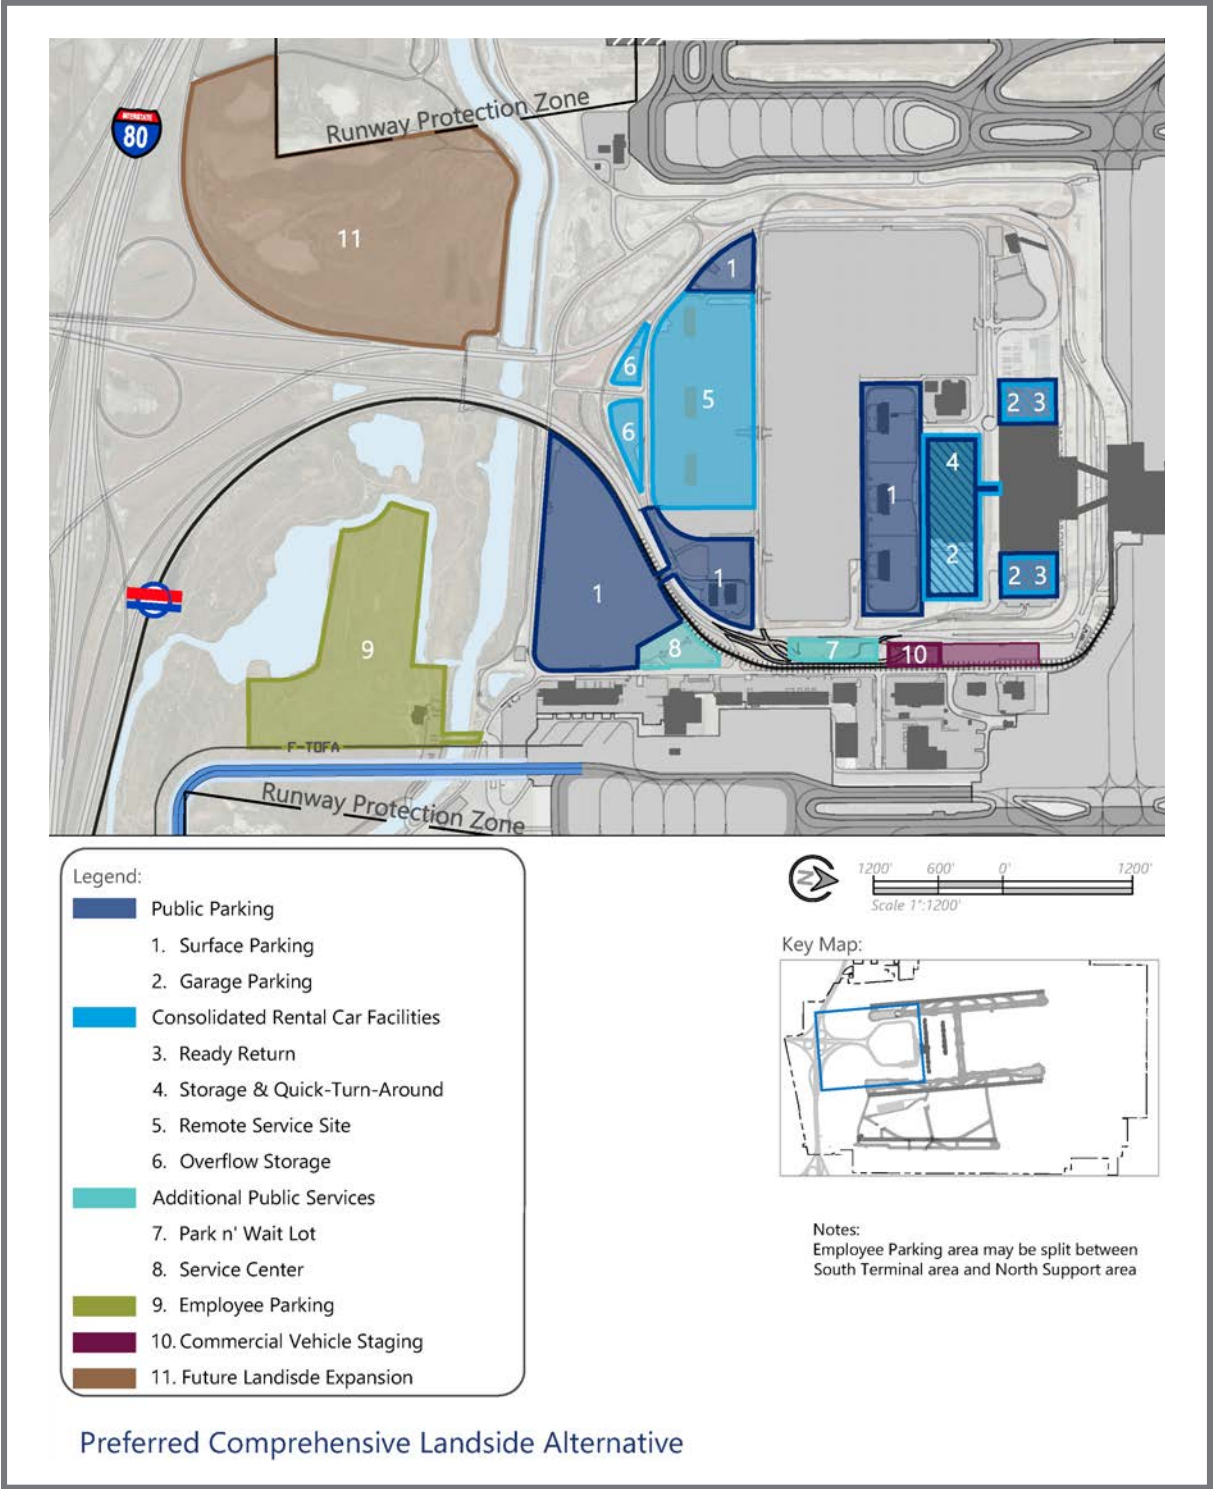 Runway Protection Zone
INTERSTATE
80
11
1
6
5
6
2 3
4
1
2
1
1
2 3
9
8
7
10
F-TOFA
Runway Protection Zone
Legend:
Public Parking
1. Surface Parking
2. Garage Parking
Consolidated Rental Car Facilities
3. Ready Return
4. Storage & Quick-Turn-Around
5. Remote Service Site
6. Overflow Storage
Additional Public Services
7. Park n' Wait Lot
8. Service Center
9. Employee Parking
10. Commercial Vehicle Staging
11. Future Landisde Expansion
N
1200' 600' 0' 1200'
Scale 1":1200'
Key Map:
Notes:
Employee Parking area may be split between
South Terminal area and North Support area
Preferred Comprehensive Landside Alternative